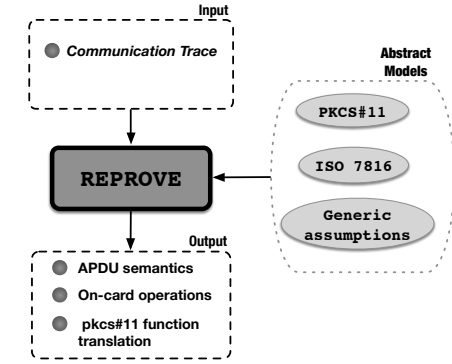 Input
Communication Trace
Abstract
Models
PKCS#11
REPROVE
ISO 7816
Generic
assumptions
Output
APDU semantics
On-card operations
pkcs#11 function
translation